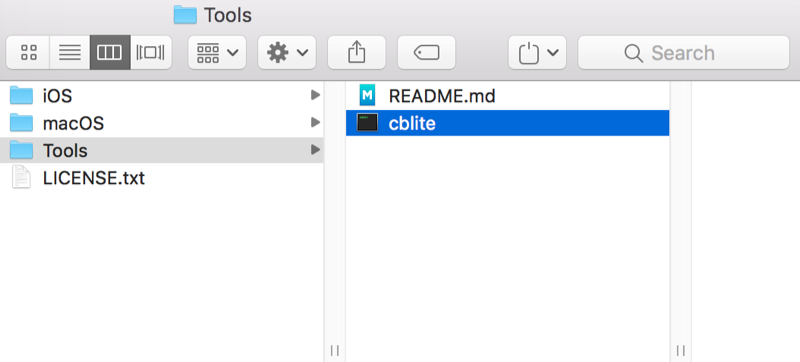 Tools
Search
iOS
macOS
Tools
LICENSE.txt
README.md
cblite